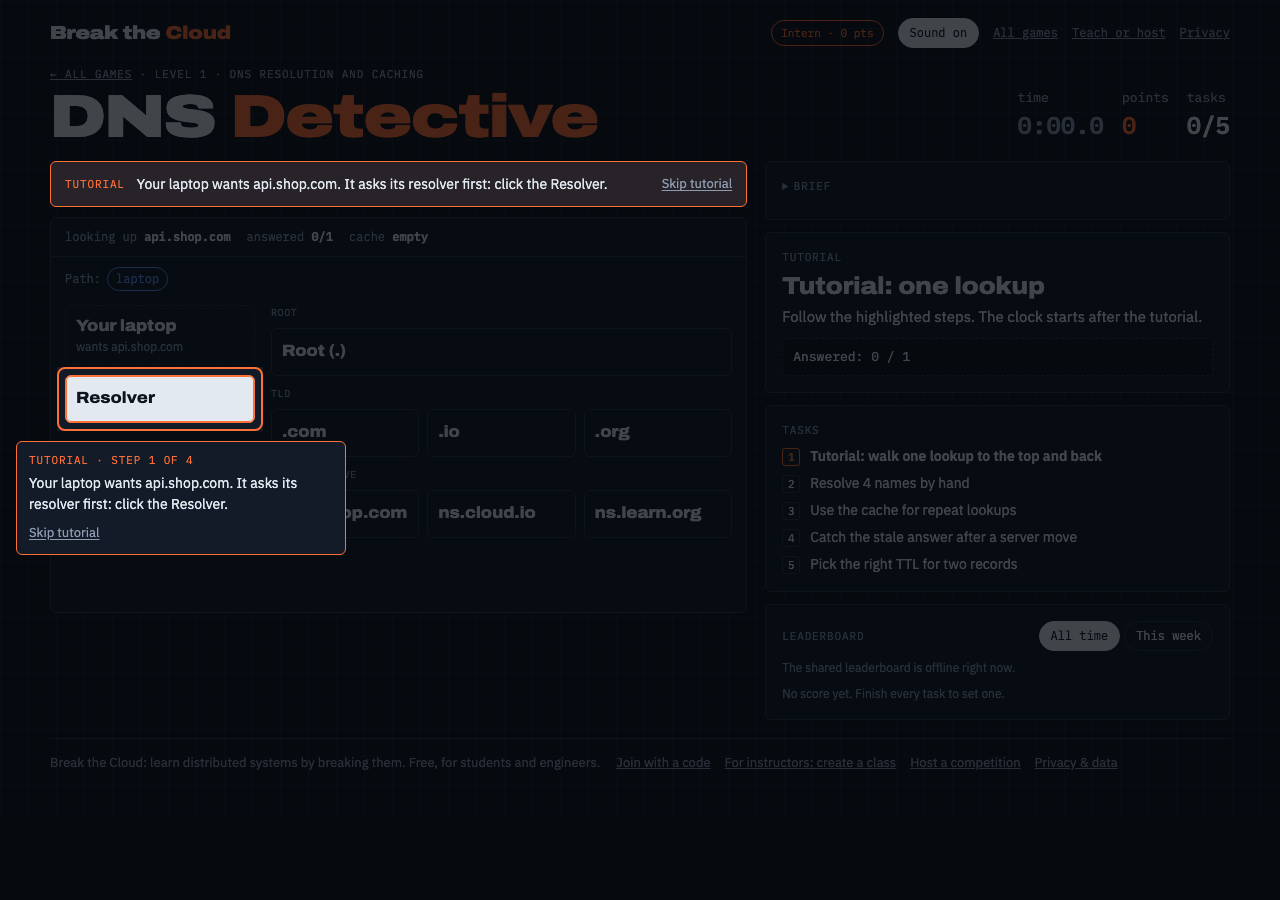 Break the Cloud
Intern · 0 pts
Sound on
All games
Teach or host
Privacy
← ALL GAMES · LEVEL 1 · DNS RESOLUTION AND CACHING
DNS Detective
time
0:00.0
points
0
tasks
0/5
TUTORIAL Your laptop wants api.shop.com. It asks its resolver first: click the Resolver. Skip tutorial
looking up api.shop.com answered 0/1 cache empty
Path: laptop
Your laptop
wants api.shop.com
Resolver
ROOT
Root (.)
TLD
.com
.io
.org
ns.cloud.io
ns.learn.org
TUTORIAL · STEP 1 OF 4
Your laptop wants api.shop.com. It asks its
resolver first: click the Resolver.
Skip tutorial
▶ BRIEF
TUTORIAL
Tutorial: one lookup
Follow the highlighted steps. The clock starts after the tutorial.
Answered: 0 / 1
TASKS
1 Tutorial: walk one lookup to the top and back
2 Resolve 4 names by hand
3 Use the cache for repeat lookups
4 Catch the stale answer after a server move
5 Pick the right TTL for two records
LEADERBOARD
All time
This week
The shared leaderboard is offline right now.
No score yet. Finish every task to set one.
Break the Cloud: learn distributed systems by breaking them. Free, for students and engineers.
Join with a code
For instructors: create a class
Host a competition
Privacy & data